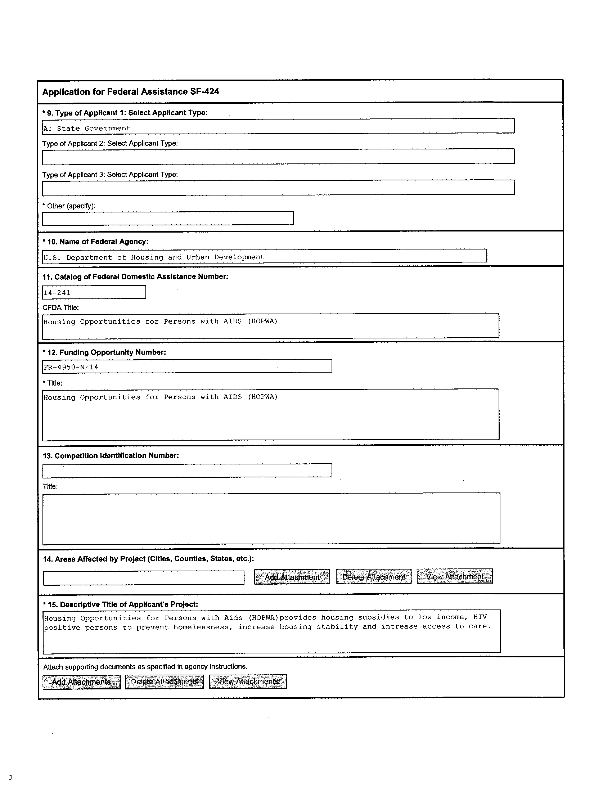 Application for Federal Assistance SF-424
* 9. Type of Applicant 1: Select Applicant Type:
A: State Government
Type of Applicant 2: Select Applicant Type:
Type of Applicant 3: Select Applicant Type:
* Other (specify):
* 10. Name of Federal Agency:
U.S. Department of Housing and Urban Development
11. Catalog of Federal Domestic Assistance Number:
14-241
CFDA Title:
Housing Opportunities for Persons with AIDS (HOPWA)
* 12. Funding Opportunity Number:
* Title:
Housing Opportunities for Persons with AIDS (HOPWA)
13. Competition Identification Number:
Title:
14. Areas Affected by Project (Cities, Counties, States, etc.):
Add Attachment Delete Attachment View Attachment
* 15. Descriptive Title of Applicant's Project:
Housing Opportunities for Persons with Aids (HOPWA)provides housing subsidies to low income, HIV
positive persons to prevent homelessness, increase housing stability and increase access to care.
Attach supporting documents as specified in agency instructions.
Add Attachments Delete Attachments View Attachments